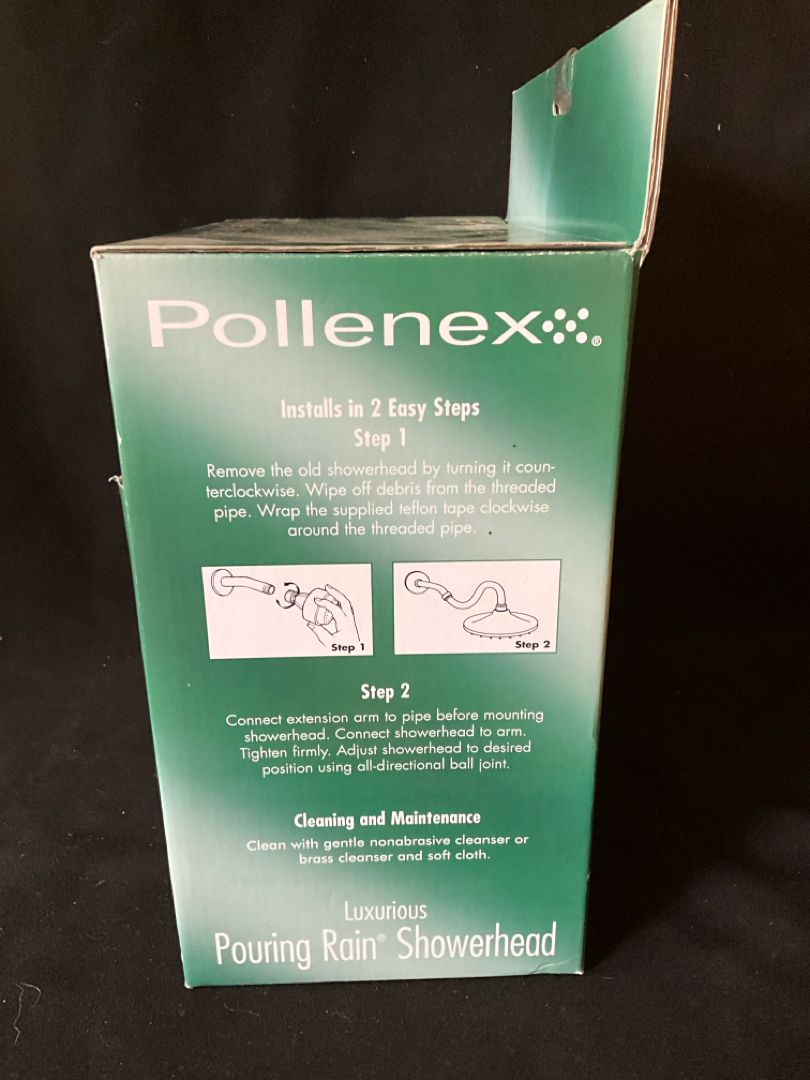 Pollenex®
Installs in 2 Easy Steps
Step 1
Remove the old showerhead by turning it coun-
terclockwise. Wipe off debris from the threaded
pipe. Wrap the supplied teflon tape clockwise
around the threaded pipe.
Step 1
Step 2
Step 2
Connect extension arm to pipe before mounting
showerhead. Connect showerhead to arm.
Tighten firmly. Adjust showerhead to desired
position using all-directional ball joint.
Cleaning and Maintenance
Clean with gentle nonabrasive cleanser or
brass cleanser and soft cloth.
Luxurious
Pouring Rain® Showerhead